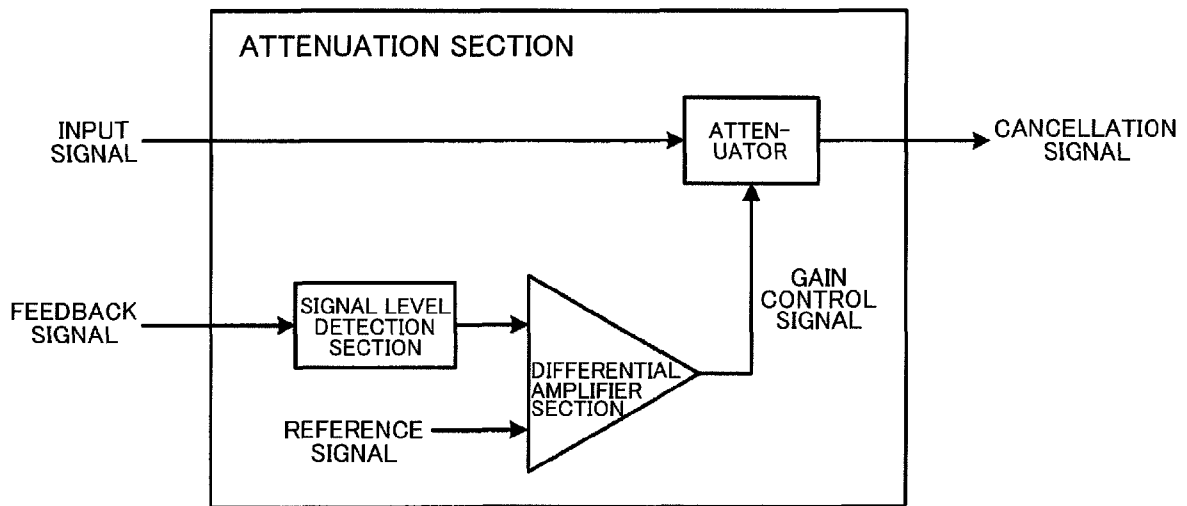 ATTENUATION SECTION
INPUT
SIGNAL
ATTEN-
UATOR
CANCELLATION
SIGNAL
GAIN
CONTROL
SIGNAL
FEEDBACK
SIGNAL
SIGNAL LEVEL
DETECTION
SECTION
DIFFERENTIAL
AMPLIFIER
SECTION
REFERENCE
SIGNAL